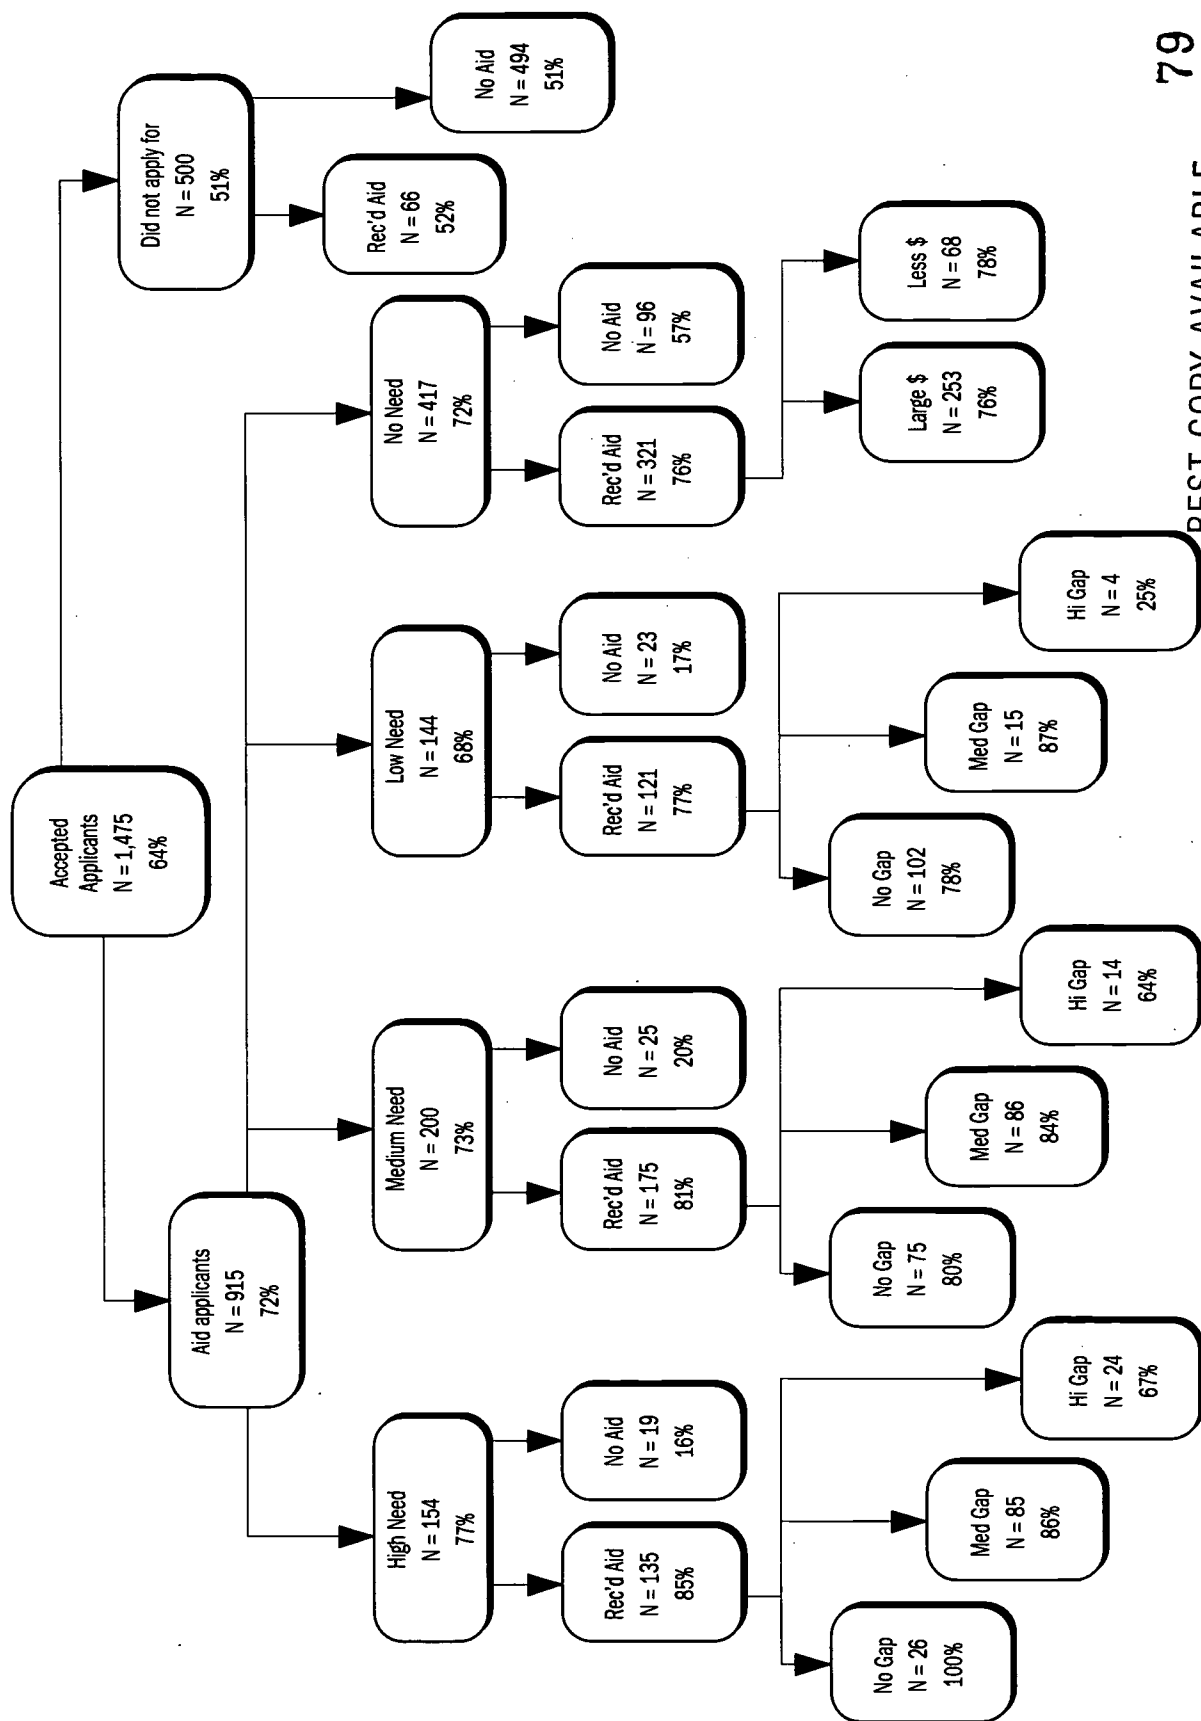 Accepted
Applicants
N = 1,475
64%
Aid applicants
N = 915
72%
Did not apply for
N = 500
51%
High Need
N = 154
77%
Medium Need
N = 200
73%
Low Need
N = 144
68%
No Need
N = 417
72%
Rec'd Aid
N = 66
52%
No Aid
N = 494
51%
Rec'd Aid
N = 135
85%
No Aid
N = 19
16%
Rec'd Aid
N = 175
81%
No Aid
N = 25
20%
Rec'd Aid
N = 121
77%
No Aid
N = 23
17%
Rec'd Aid
N = 321
76%
No Aid
N = 96
57%
No Gap
N = 26
100%
Med Gap
N = 85
86%
Hi Gap
N = 24
67%
No Gap
N = 75
80%
Med Gap
N = 86
84%
Hi Gap
N = 14
64%
No Gap
N = 102
78%
Med Gap
N = 15
87%
Hi Gap
N = 4
25%
Large $
N = 253
76%
Less $
N = 68
78%
BEST COPY AVAILABLE
79